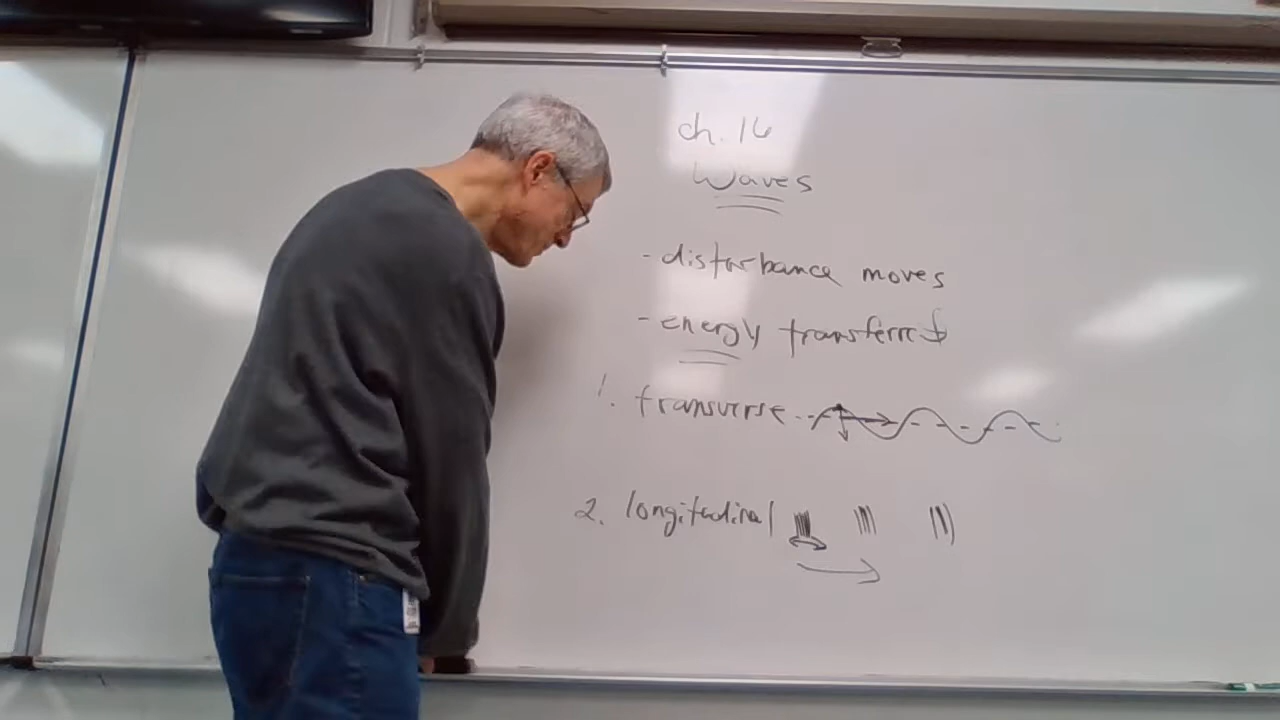 ch. 16
Waves
- disturbance moves
- energy transferred
1. transverse
2. longitudinal